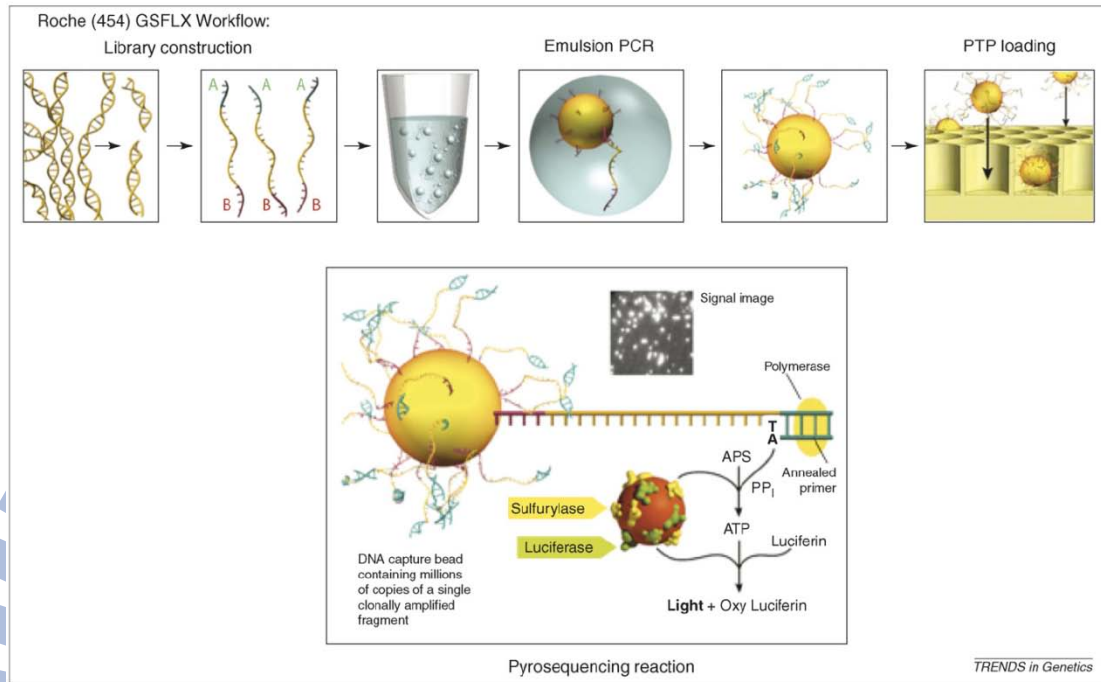 Roche (454) GSFLX Workflow:
Library construction
Emulsion PCR
PTP loading
A A A
B B B
Signal image
Polymerase
T
A
Annealed
primer
APS
PPI
Sulfurylase
ATP
Luciferin
Luciferase
DNA capture bead
containing millions
of copies of a single
clonally amplified
fragment
Light + Oxy Luciferin
Pyrosequencing reaction
TRENDS in Genetics